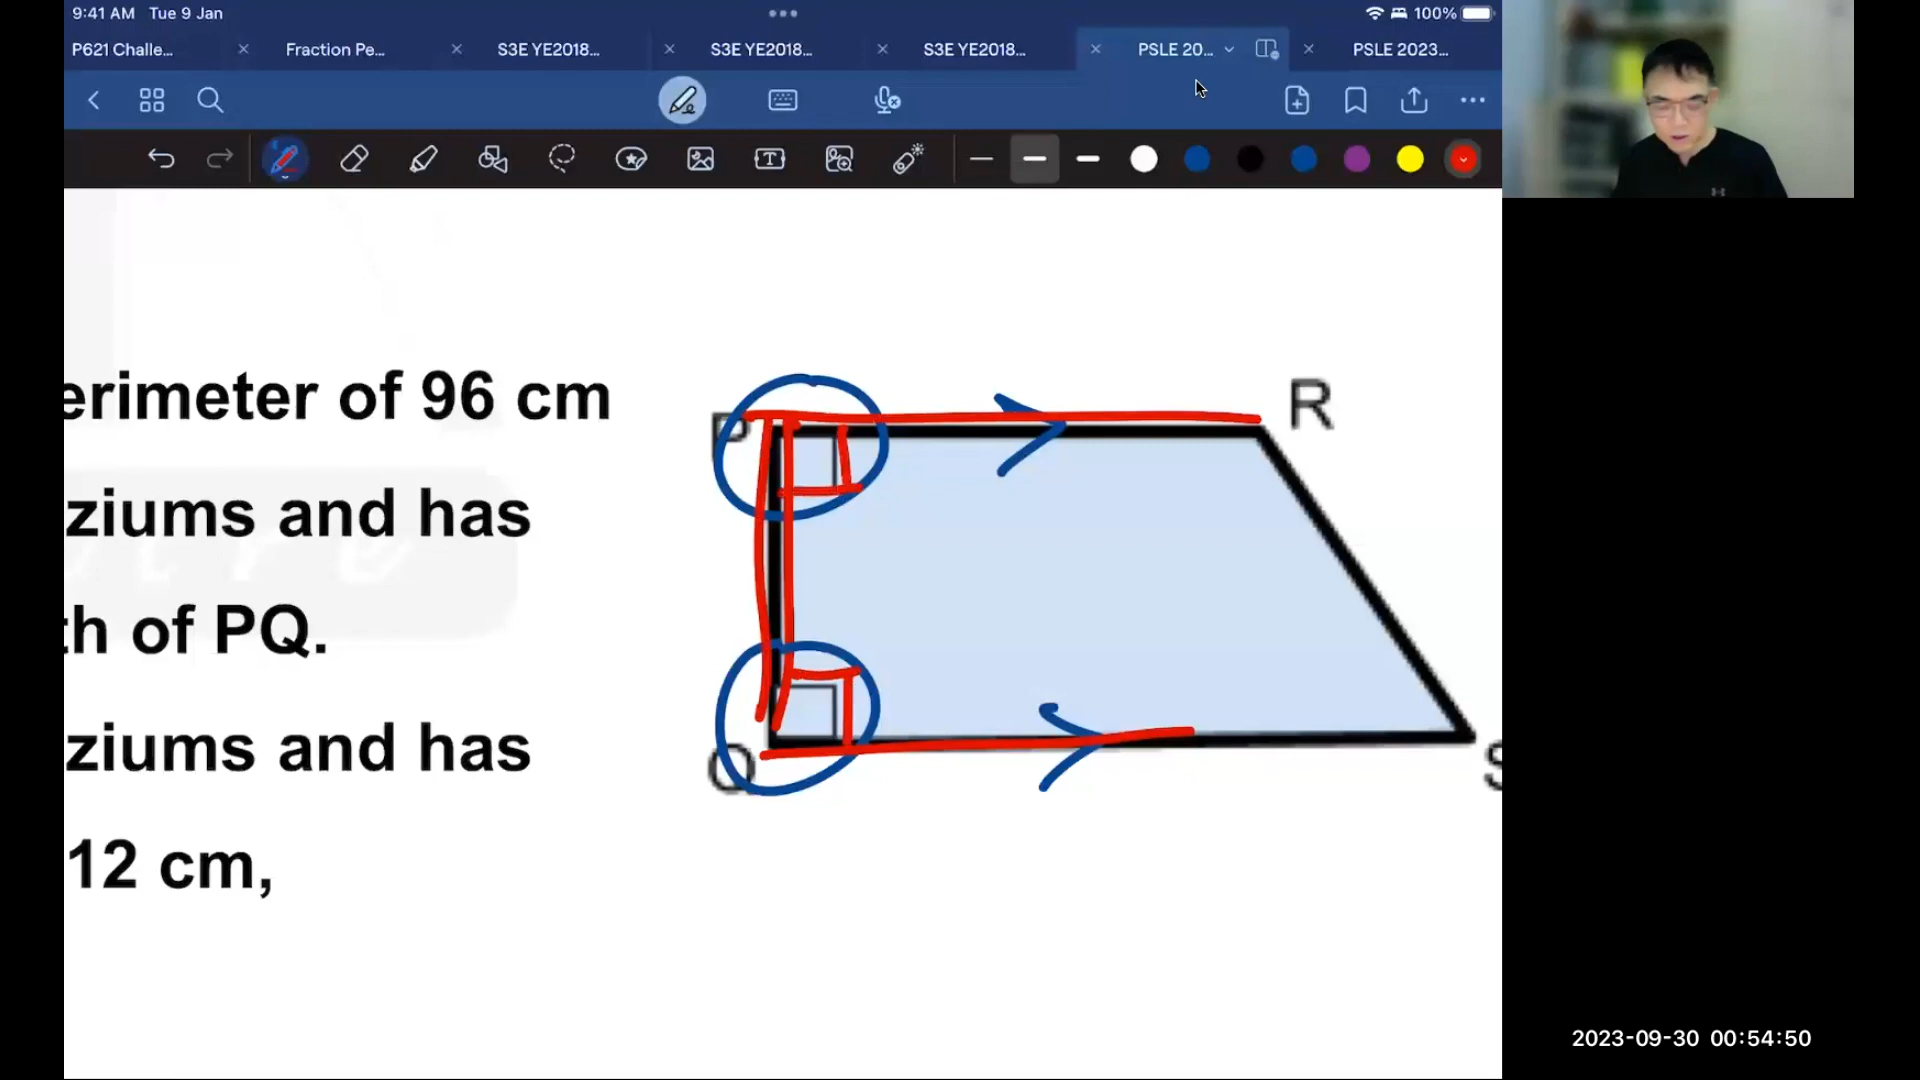 9:41 AM Tue 9 Jan
100%
P621 Challe...
Fraction Pe...
S3E YE2018...
S3E YE2018...
S3E YE2018...
PSLE 20...
PSLE 2023...
erimeter of 96 cm
ziums and has
th of PQ.
ziums and has
12 cm,
P
R
Q
S
2023-09-30 00:54:50